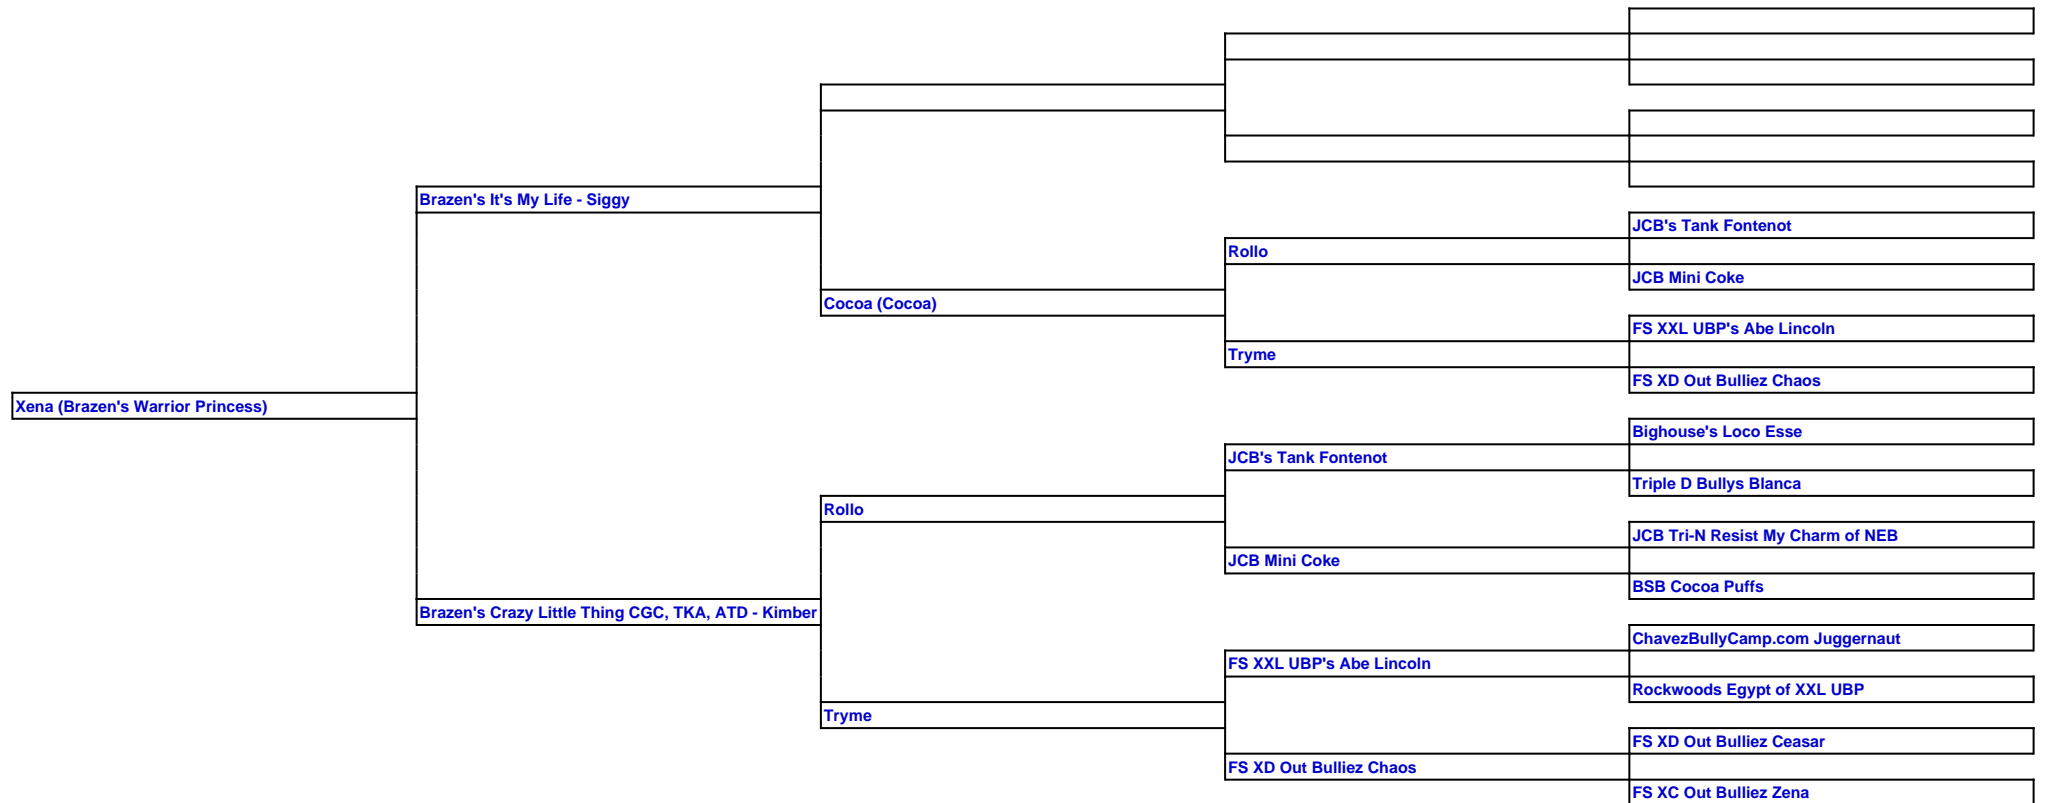 Brazen's It's My Life - Siggy
JCB's Tank Fontenot
Rollo
JCB Mini Coke
Cocoa (Cocoa)
FS XXL UBP's Abe Lincoln
Tryme
FS XD Out Bulliez Chaos
Xena (Brazen's Warrior Princess)
Bighouse's Loco Esse
JCB's Tank Fontenot
Triple D Bullys Blanca
Rollo
JCB Tri-N Resist My Charm of NEB
JCB Mini Coke
BSB Cocoa Puffs
Brazen's Crazy Little Thing CGC, TKA, ATD - Kimber
ChavezBullyCamp.com Juggernaut
FS XXL UBP's Abe Lincoln
Rockwoods Egypt of XXL UBP
Tryme
FS XD Out Bulliez Ceasar
FS XD Out Bulliez Chaos
FS XC Out Bulliez Zena